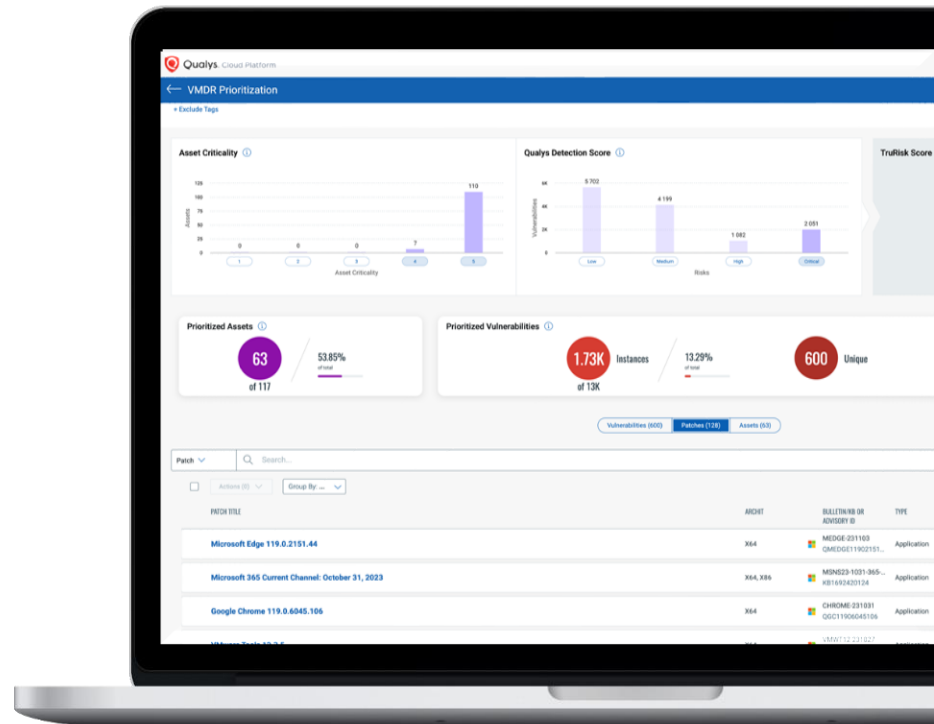 Qualys. Cloud Platform
VMDR Prioritization
+ Exclude Tags
Asset Criticality
Assets
125
100
75
50
25
0
0
0
0
7
110
1
2
3
4
5
Asset Criticality
Qualys Detection Score
Vulnerabilities
6K
4K
2K
0
5 702
4 199
1 082
2 051
Low
Medium
High
Critical
Risks
TruRisk Score
Prioritized Assets
63
of 117
53.85%
of total
Prioritized Vulnerabilities
1.73K
Instances
of 13K
13.29%
of total
600
Unique
Vulnerabilities (600)
Patches (128)
Assets (63)
Patch
Search...
Actions (0)
Group By: ...
PATCH TITLE
ARCHIT
BULLETIN/KB OR
ADVISORY ID
TYPE
Microsoft Edge 119.0.2151.44
X64
MEDGE-231103
QMEDGE11902151...
Application
Microsoft 365 Current Channel: October 31, 2023
X64, X86
MSNS23-1031-365-...
KB1692420124
Application
Google Chrome 119.0.6045.106
X64
CHROME-231031
QGC11906045106
Application